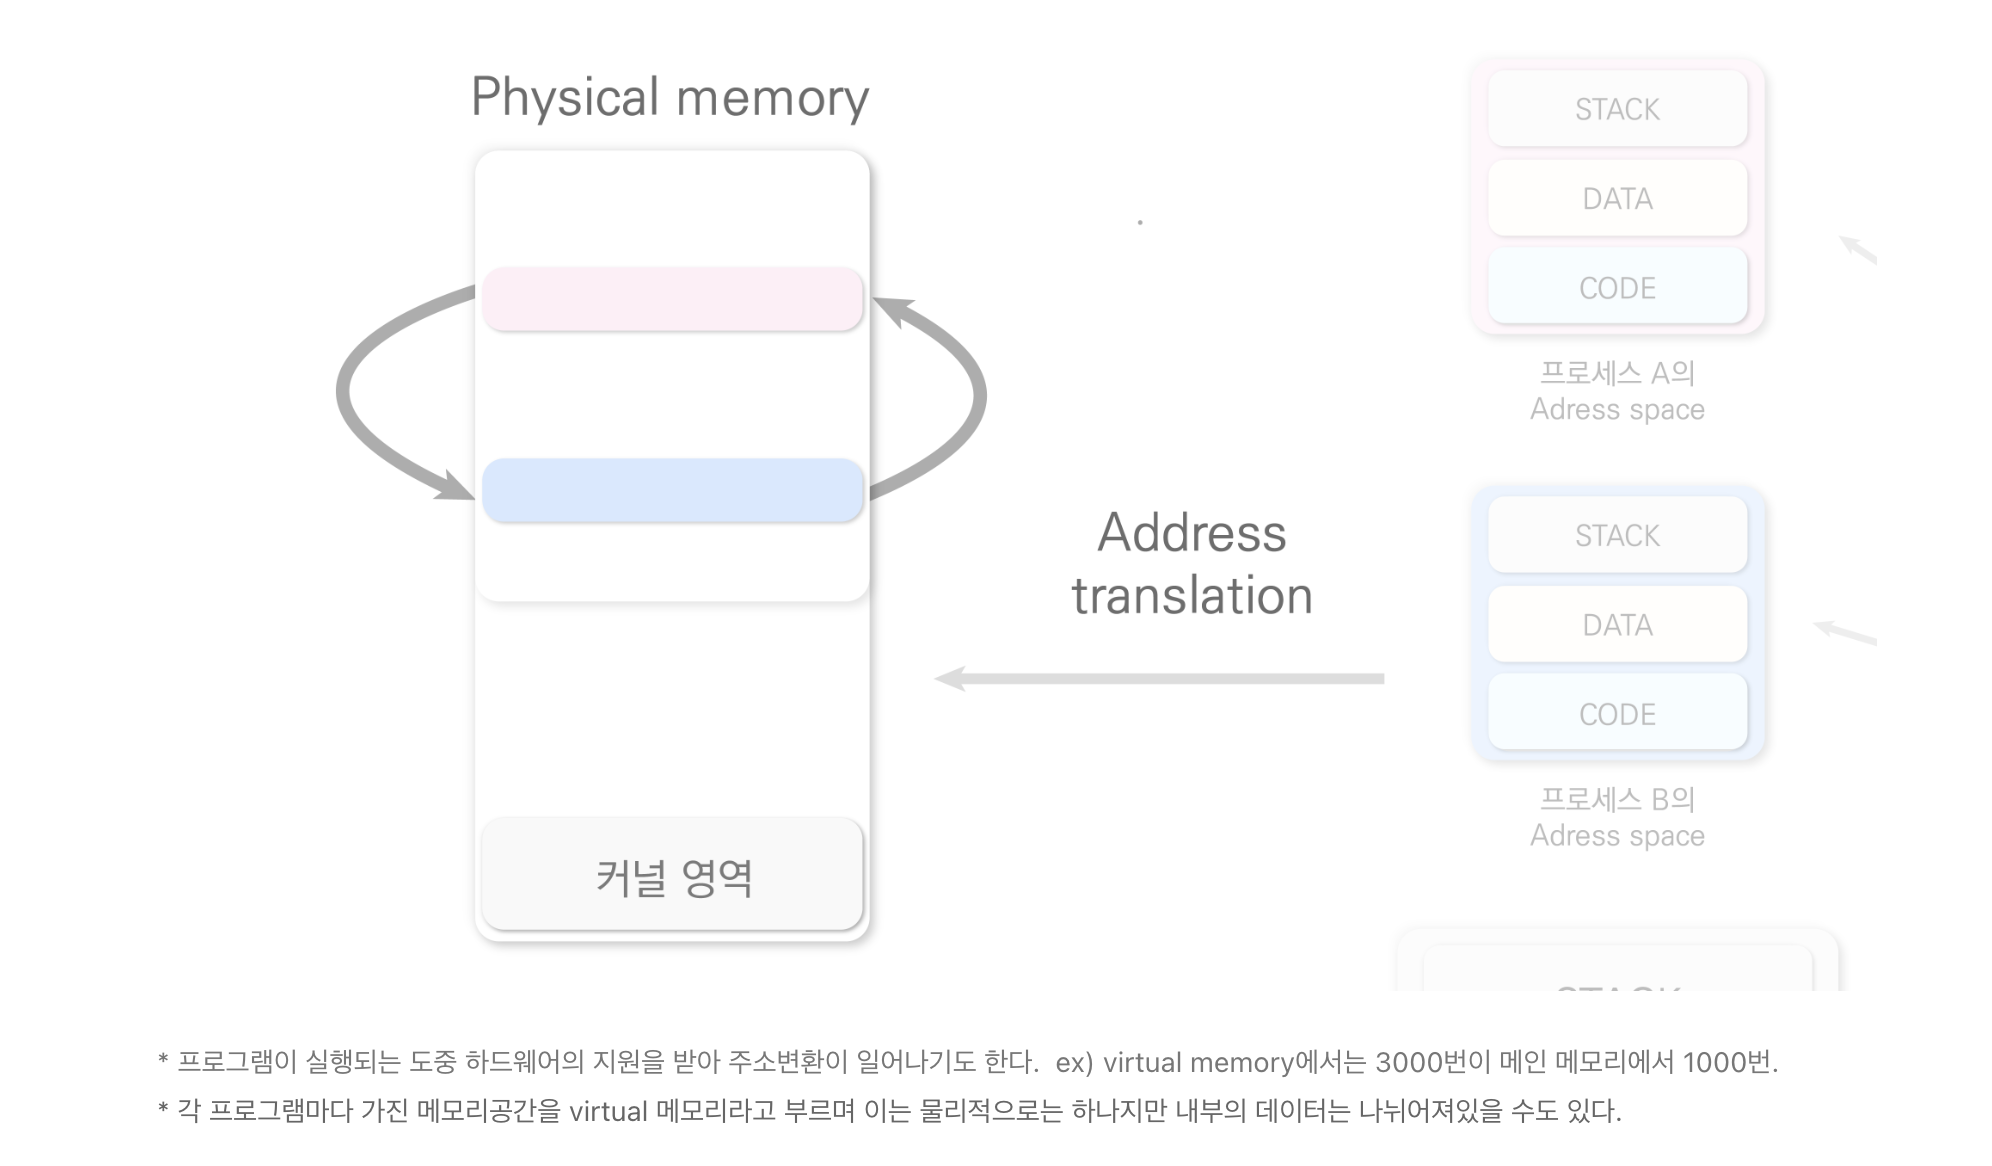 Physical memory
커널 영역
Address
translation
STACK
DATA
CODE
프로세스 A의
Adress space
STACK
DATA
CODE
프로세스 B의
Adress space
STACK
* 프로그램이 실행되는 도중 하드웨어의 지원을 받아 주소변환이 일어나기도 한다.  ex) virtual memory에서는 3000번이 메인 메모리에서 1000번.
* 각 프로그램마다 가진 메모리공간을 virtual 메모리라고 부르며 이는 물리적으로는 하나지만 내부의 데이터는 나뉘어져있을 수도 있다.